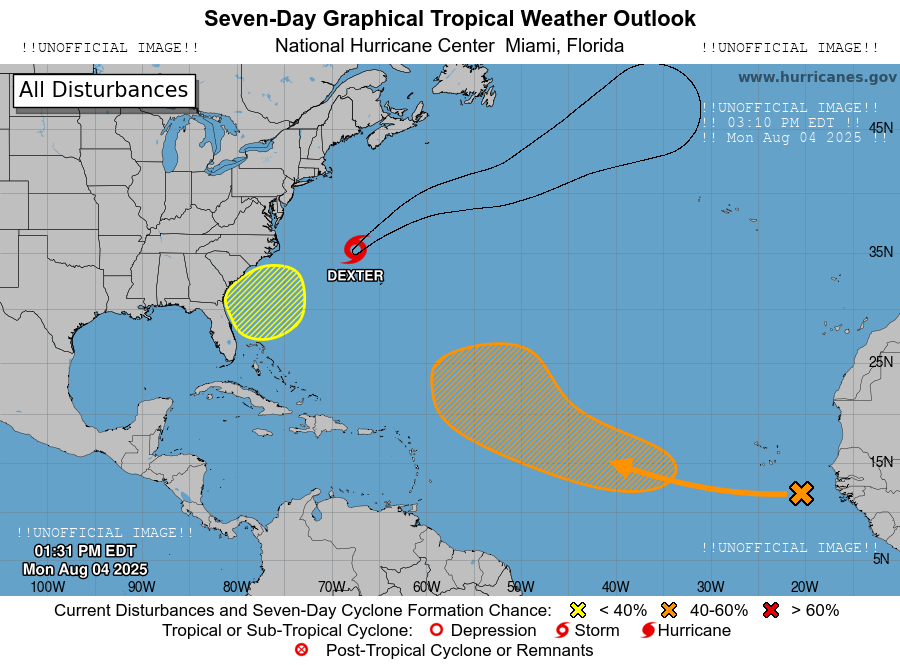 Seven-Day Graphical Tropical Weather Outlook
!!UNOFFICIAL IMAGE!!
National Hurricane Center  Miami, Florida
!!UNOFFICIAL IMAGE!!
All Disturbances
www.hurricanes.gov
!!UNOFFICIAL IMAGE!!
!! 03:10 PM EDT !!
!! Mon Aug 04 2025 !!
45N
35N
DEXTER
25N
15N
!!UNOFFICIAL IMAGE!!
01:31 PM EDT
Mon Aug 04 2025
!!UNOFFICIAL IMAGE!!
5N
100W 90W 80W 70W 60W 50W 40W 30W 20W
Current Disturbances and Seven-Day Cyclone Formation Chance: < 40% 40-60% > 60%
Tropical or Sub-Tropical Cyclone: Depression Storm Hurricane
Post-Tropical Cyclone or Remnants